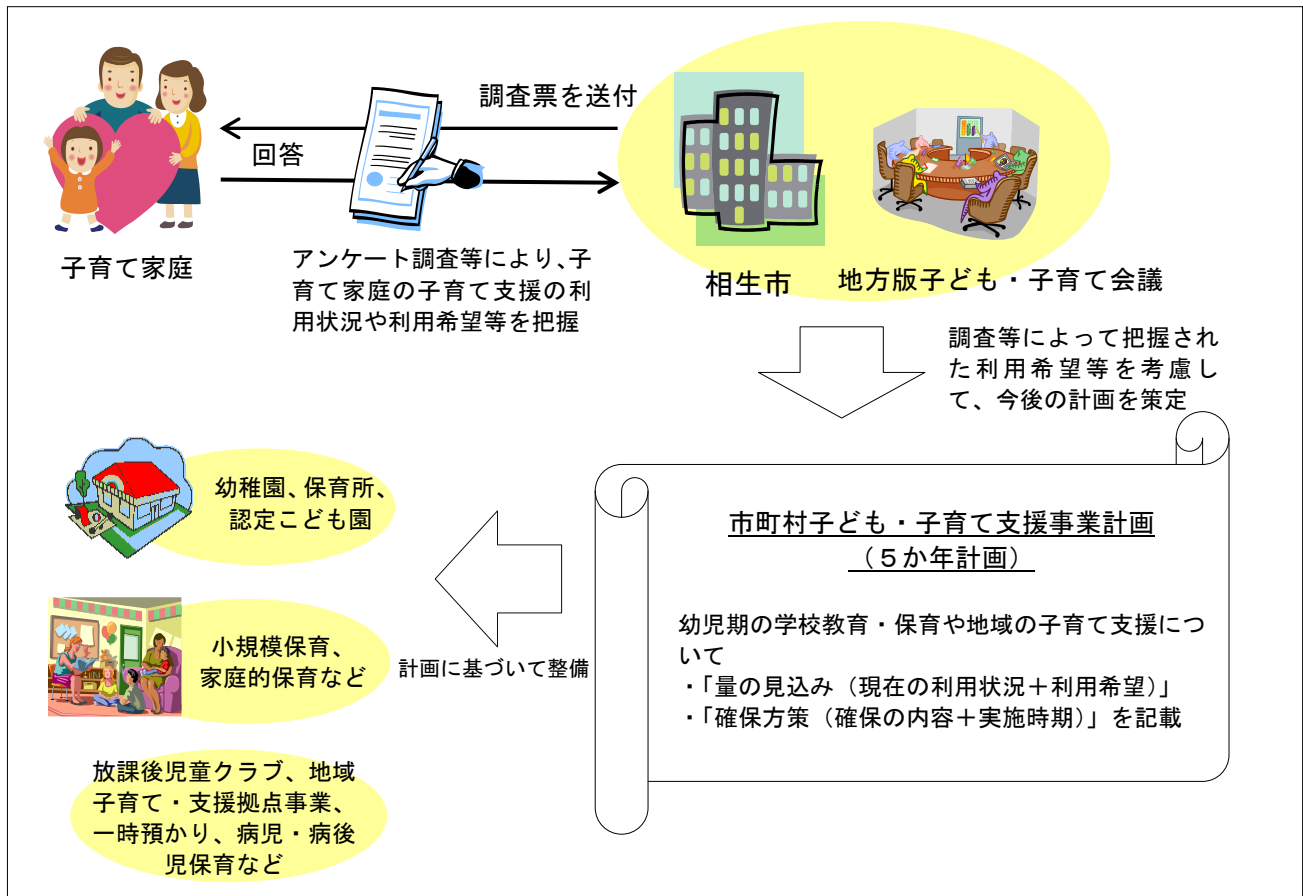 調査票を送付
回答
子育て家庭
アンケート調査等により、子
育て家庭の子育て支援の利
用状況や利用希望等を把握
相生市
地方版子ども・子育て会議
調査等によって把握され
た利用希望等を考慮し
て、今後の計画を策定
市町村子ども・子育て支援事業計画
（５か年計画）
幼児期の学校教育・保育や地域の子育て支援につ
いて
・「量の見込み（現在の利用状況＋利用希望）」
・「確保方策（確保の内容＋実施時期）」を記載
計画に基づいて整備
幼稚園、保育所、
認定こども園
小規模保育、
家庭的保育など
放課後児童クラブ、地域
子育て・支援拠点事業、
一時預かり、病児・病後
児保育など